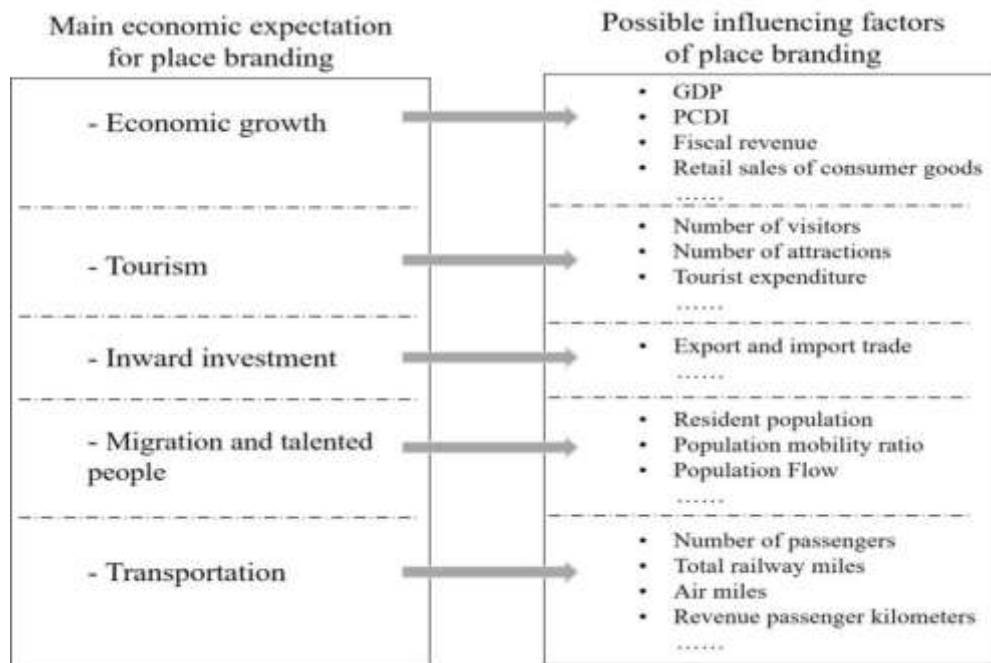 Main economic expectation
for place branding
- Economic growth
- Tourism
- Inward investment
- Migration and talented
people
- Transportation
Possible influencing factors
of place branding
• GDP
• PCDI
• Fiscal revenue
• Retail sales of consumer goods
......
• Number of visitors
• Number of attractions
• Tourist expenditure
......
• Export and import trade
......
• Resident population
• Population mobility ratio
• Population Flow
......
• Number of passengers
• Total railway miles
• Air miles
• Revenue passenger kilometers
......